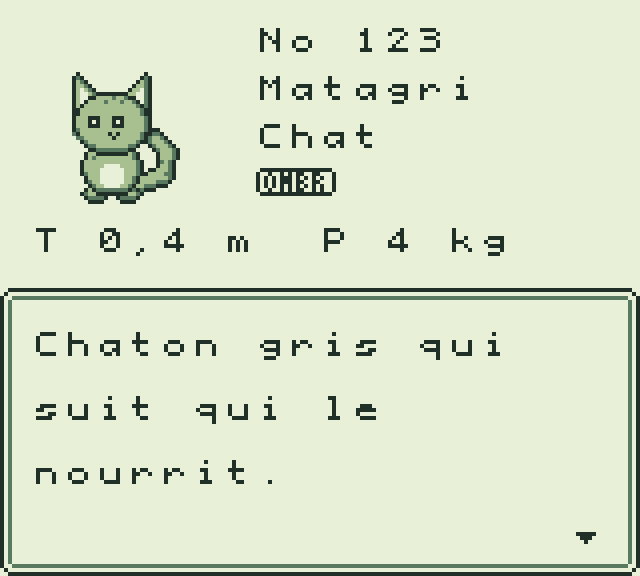 No 123
Matagri
Chat
T 0,4 m P 4 kg
Chaton gris qui
suit qui le
nourrit.